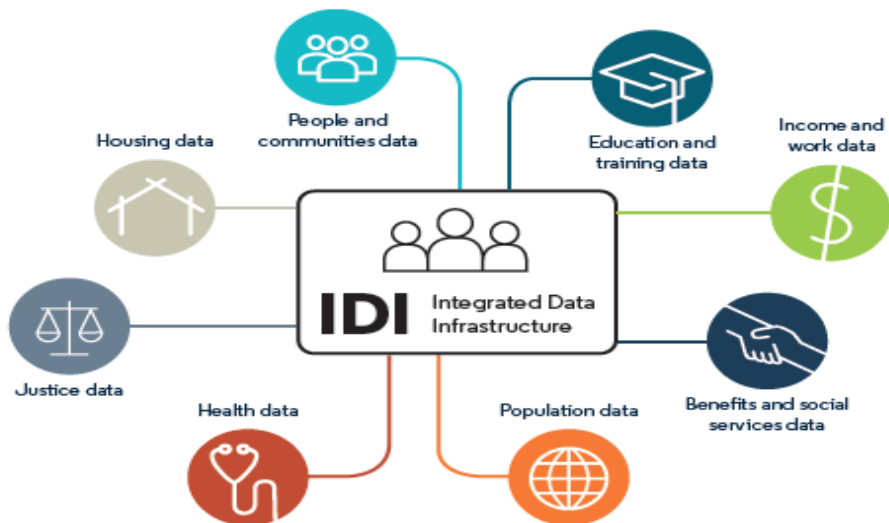 People and
communities data
Education and
training data
Income and
work data
Housing data
IDI
Integrated Data
Infrastructure
Justice data
Benefits and social
services data
Health data
Population data